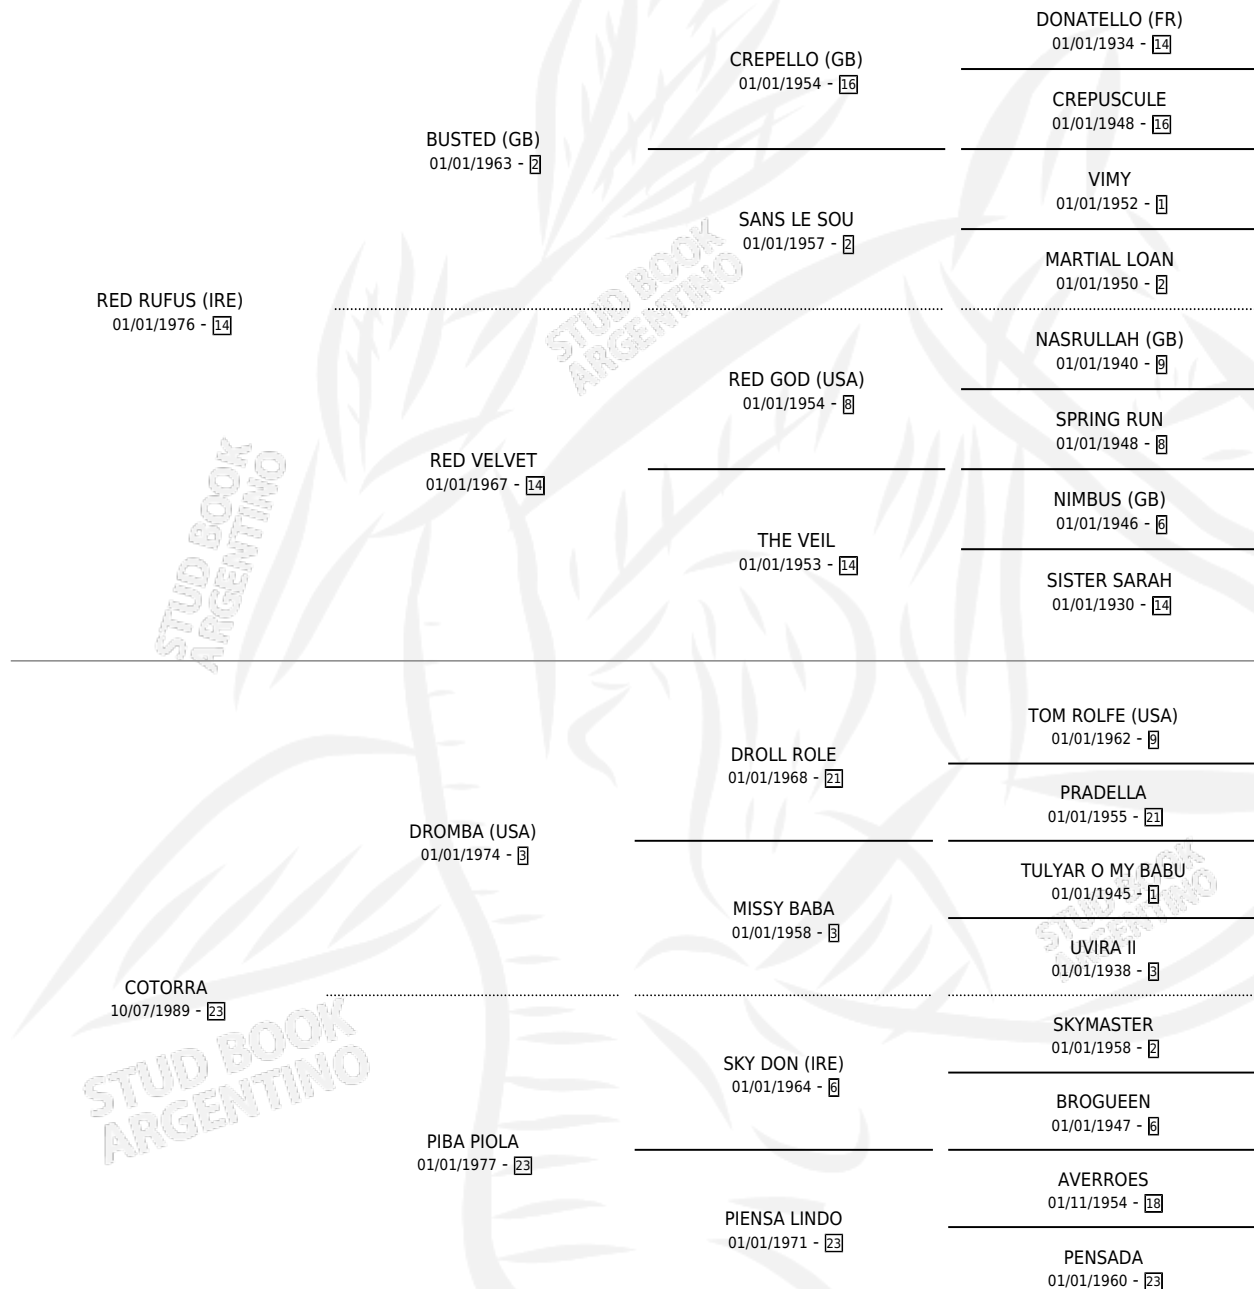 DONATELLO (FR)
01/01/1934 - 14
CREPELLO (GB)
01/01/1954 - 16
CREPUSCULE
01/01/1948 - 16
BUSTED (GB)
01/01/1963 - 2
VIMY
01/01/1952 - 1
SANS LE SOU
01/01/1957 - 2
MARTIAL LOAN
01/01/1950 - 2
RED RUFUS (IRE)
01/01/1976 - 14
STUD BOOK
ARGENTINO
NASRULLAH (GB)
01/01/1940 - 9
RED GOD (USA)
01/01/1954 - 8
SPRING RUN
01/01/1948 - 8
RED VELVET
01/01/1967 - 14
STUD BOOK
ARGENTINO
NIMBUS (GB)
01/01/1946 - 6
THE VEIL
01/01/1953 - 14
SISTER SARAH
01/01/1930 - 14
TOM ROLFE (USA)
01/01/1962 - 9
DROLL ROLE
01/01/1968 - 21
PRADELLA
01/01/1955 - 21
DROMBA (USA)
01/01/1974 - 3
TULYAR O MY BABU
01/01/1945 - 1
MISSY BABA
01/01/1958 - 3
STUD BOOK
ARGENTINO
UVIRA II
01/01/1938 - 3
COTORRA
10/07/1989 - 23
STUD BOOK
ARGENTINO
SKYMASTER
01/01/1958 - 2
SKY DON (IRE)
01/01/1964 - 6
BROGUEEN
01/01/1947 - 6
PIBA PIOLA
01/01/1977 - 23
AVERROES
01/11/1954 - 18
PIENSA LINDO
01/01/1971 - 23
PENSADA
01/01/1960 - 23